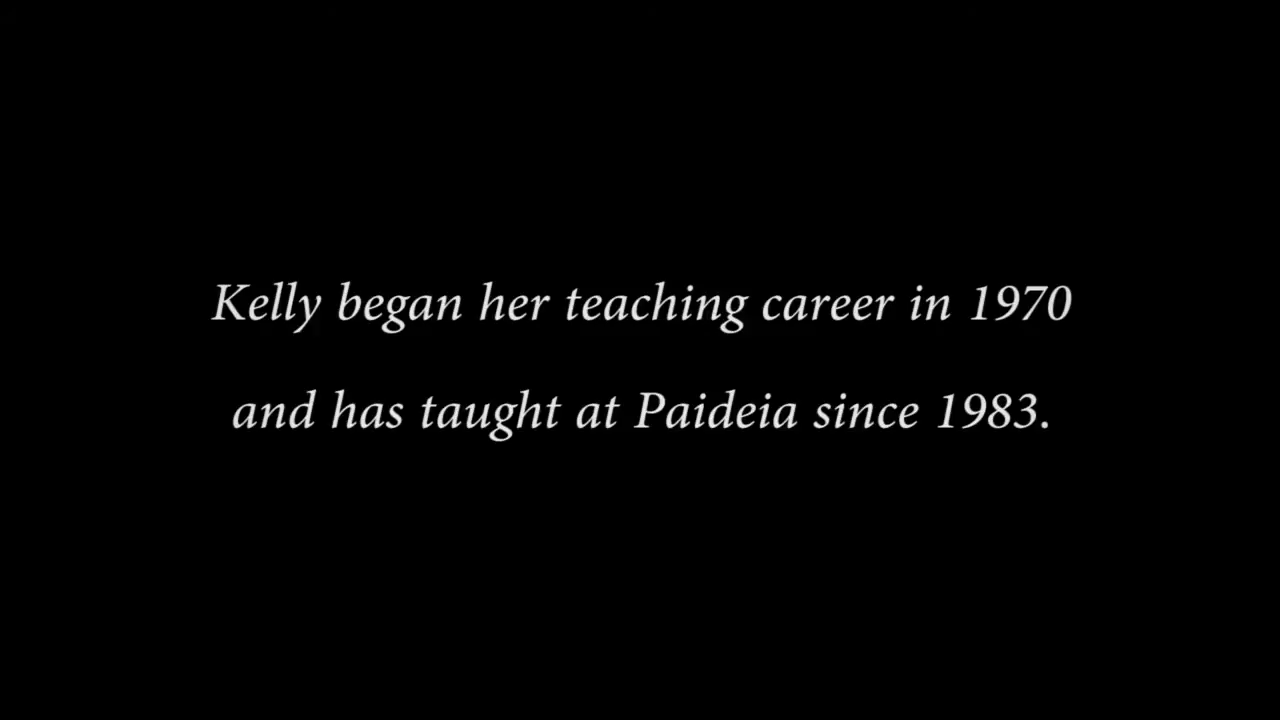 Kelly began her teaching career in 1970
and has taught at Paideia since 1983.